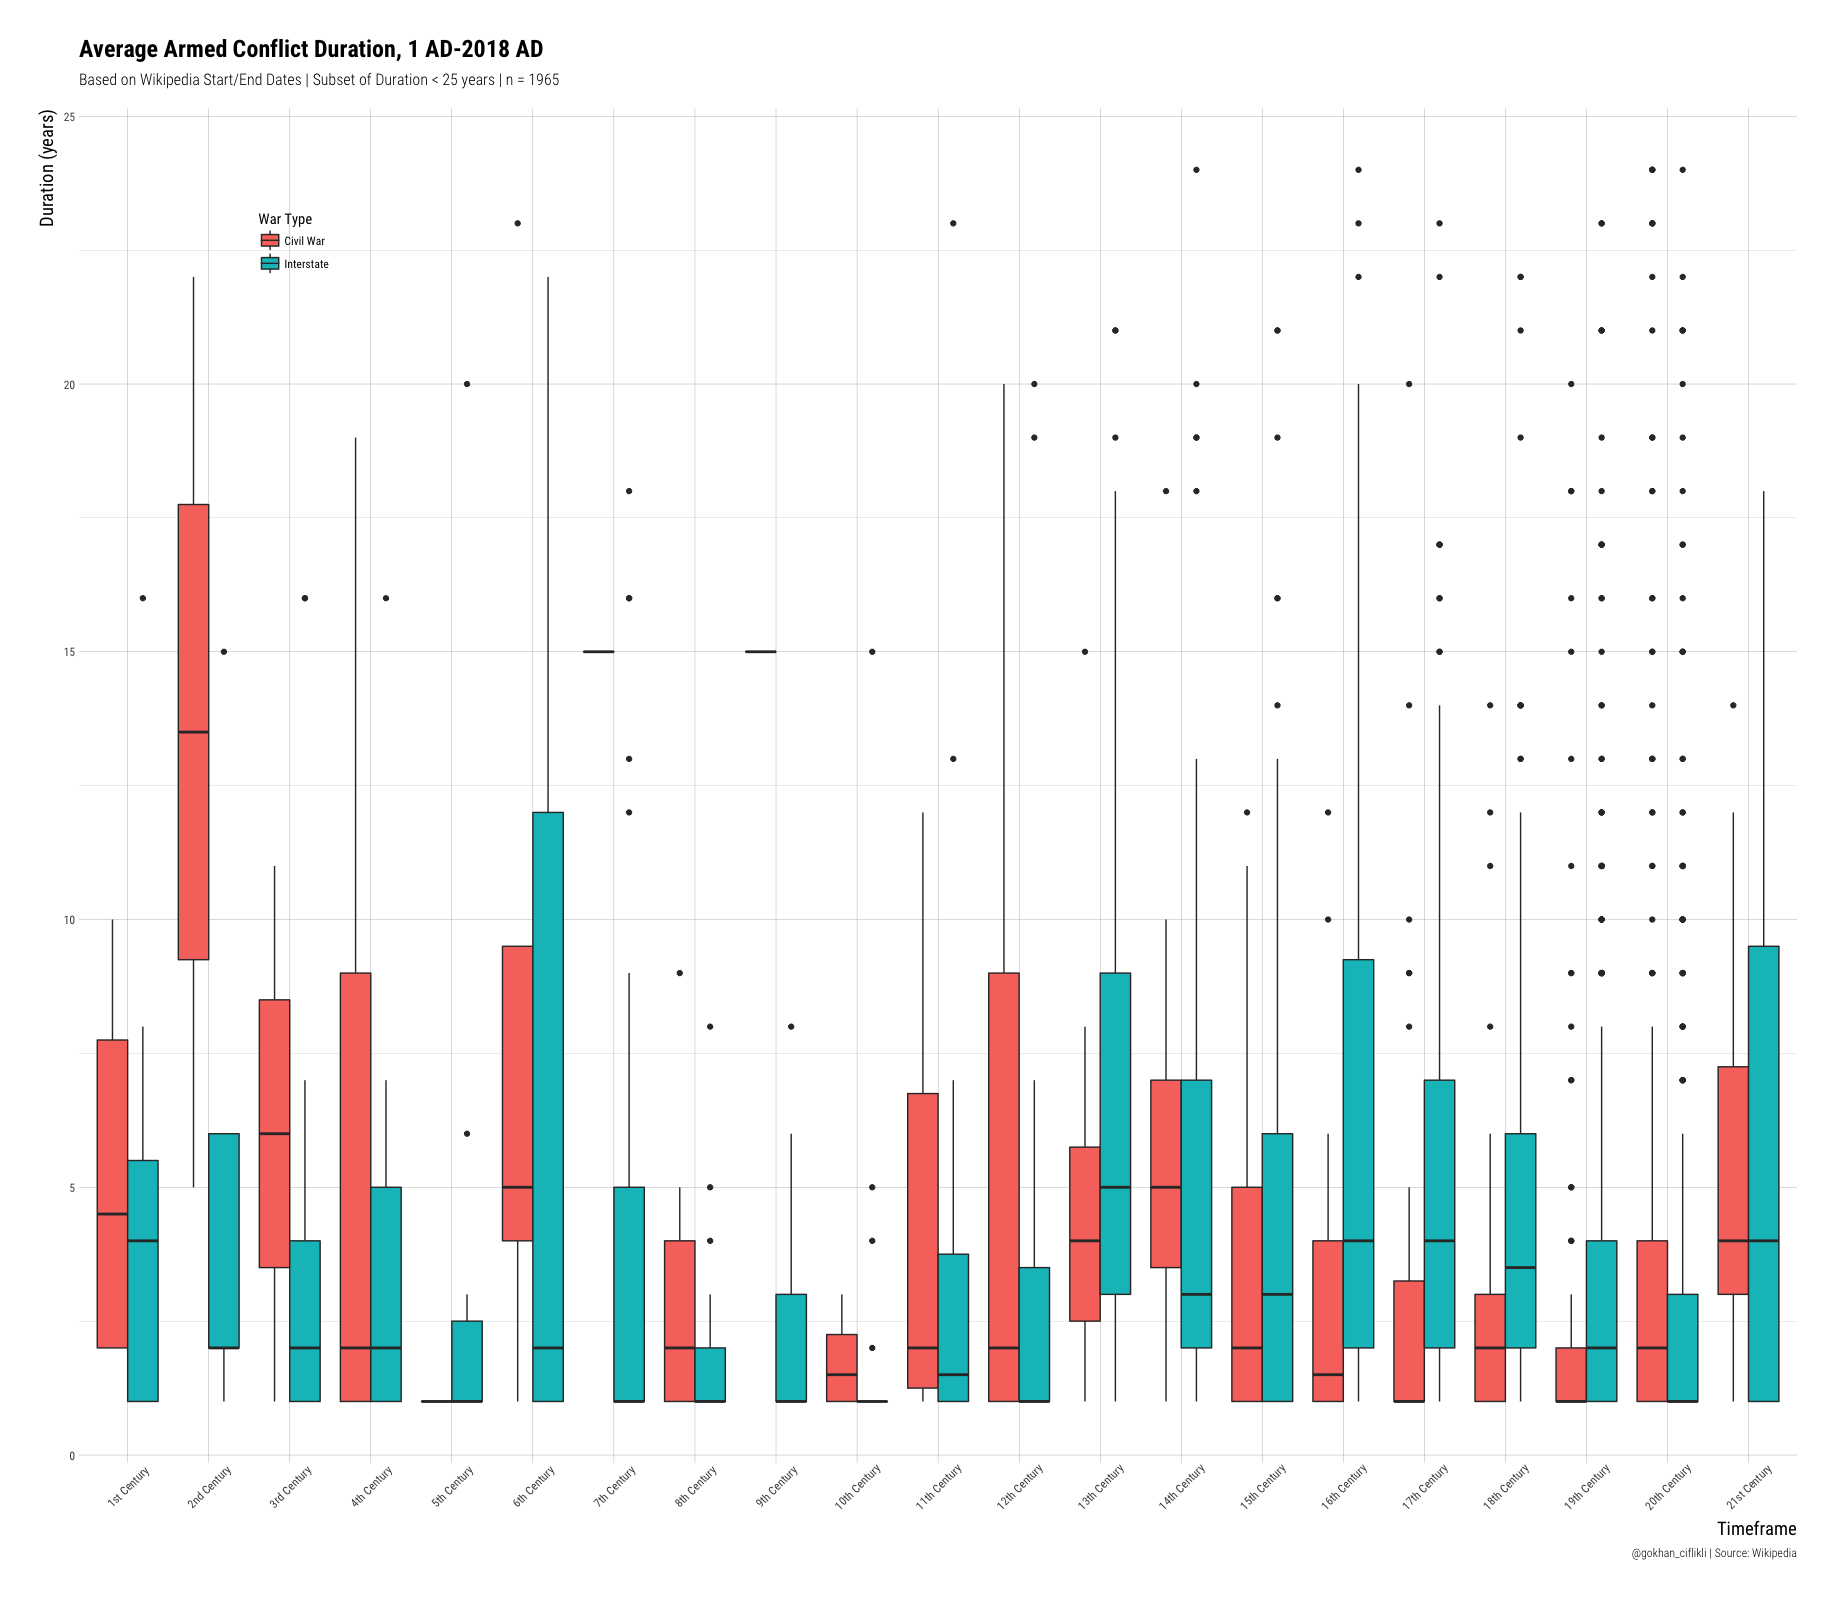 Average Armed Conflict Duration, 1 AD-2018 AD
Based on Wikipedia Start/End Dates | Subset of Duration < 25 years | n = 1965
Duration (years)
25
20
15
10
5
0
War Type
Civil War
Interstate
1st Century
2nd Century
3rd Century
4th Century
5th Century
6th Century
7th Century
8th Century
9th Century
10th Century
11th Century
12th Century
13th Century
14th Century
15th Century
16th Century
17th Century
18th Century
19th Century
20th Century
21st Century
Timeframe
@gokhan_ciflikli | Source: Wikipedia